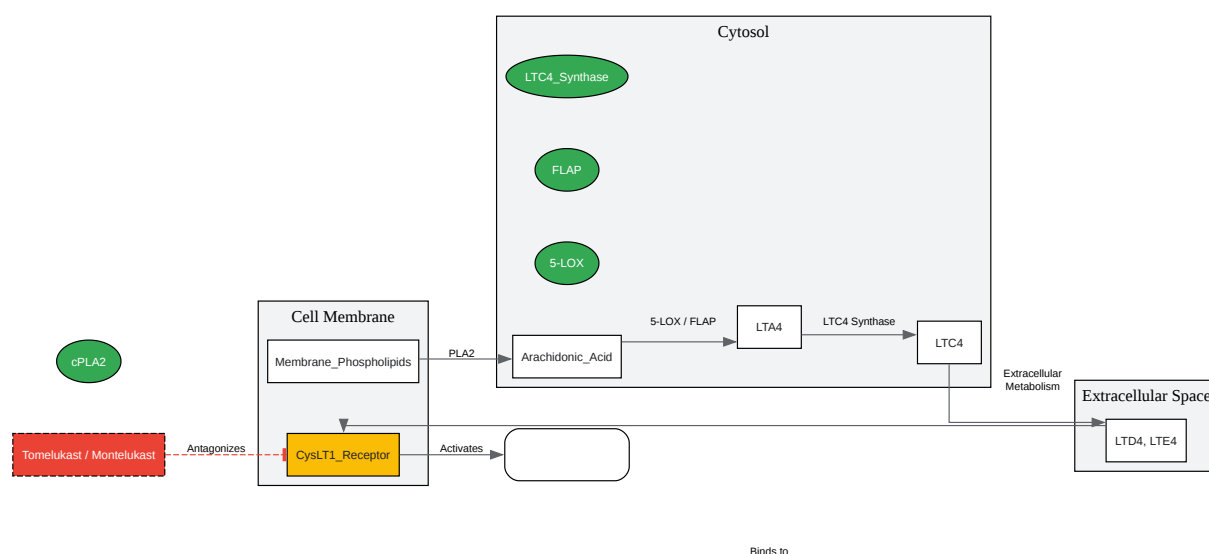 Cytosol
LTC4_Synthase
FLAP
5-LOX
Cell Membrane
5-LOX / FLAP
LTA4
LTC4 Synthase
LTC4
cPLA2
Membrane_Phospholipids
PLA2
Arachidonic_Acid
Extracellular
Metabolism
Extracellular Space
Tomelukast / Montelukast
Antagonizes
CysLT1_Receptor
Activates
LTD4, LTE4
Binds to